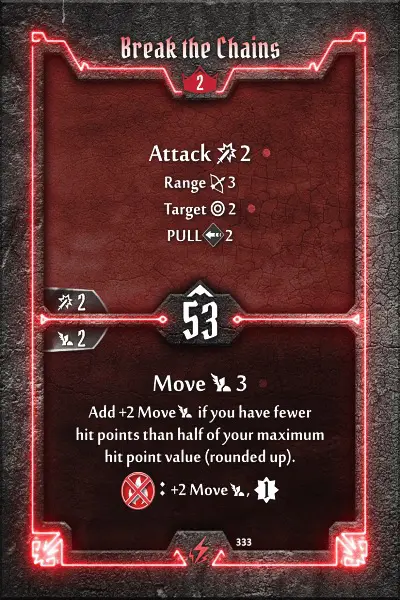 Break the Chains
2
Attack 2
Range 3
Target 2
PULL 2
2
53
2
Move 3
Add +2 Move if you have fewer
hit points than half of your maximum
hit point value (rounded up).
: +2 Move , 1
333